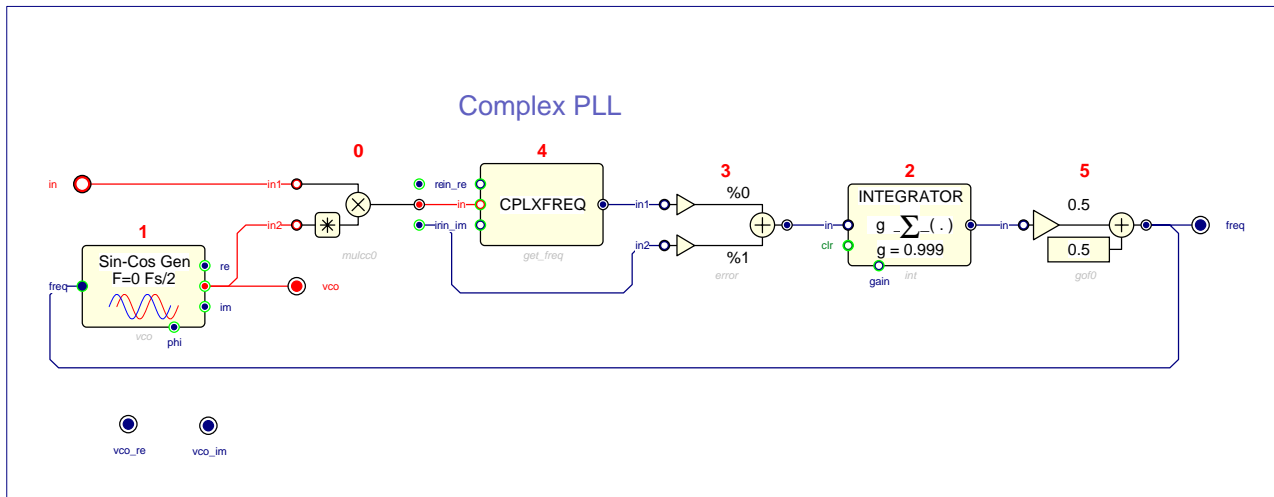 Complex PLL
0
4
3
2
5
in
in1
rein_re
in
irin_im
CPLXFREQ
get_freq
in1
%0
in2
%1
error
INTEGRATOR
g _∑_(.)
g = 0.999
in
clr
int
gain
in
0.5
0.5
gof0
freq
in2
mulcc0
1
Sin-Cos Gen
F=0 Fs/2
freq
re
vco
im
vco
phi
vco_re
vco_im